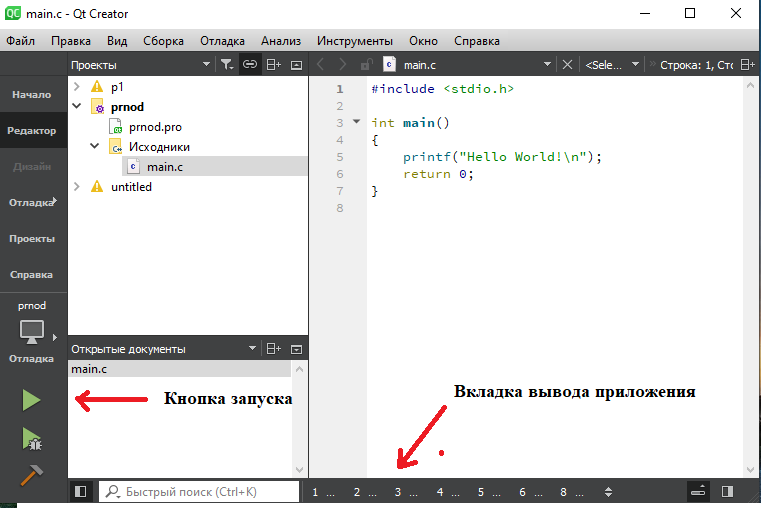 main.c - Qt Creator
Файл Правка Вид Сборка Отладка Анализ Инструменты Окно Справка
Проекты
main.c
<Sele...
Строка: 1, Стс
Начало
Редактор
Дизайн
Отладка
Проекты
Справка
prnod
Отладка
p1
prnod
prnod.pro
Исходники
main.c
untitled
Открытые документы
main.c
Кнопка запуска
1 #include <stdio.h>
2
3 int main()
4 {
5 printf("Hello World!\n");
6 return 0;
7 }
8
Вкладка вывода приложения
Быстрый поиск (Ctrl+K)
1 ... 2 ... 3 ... 4 ... 5 ... 6 ... 8 ...